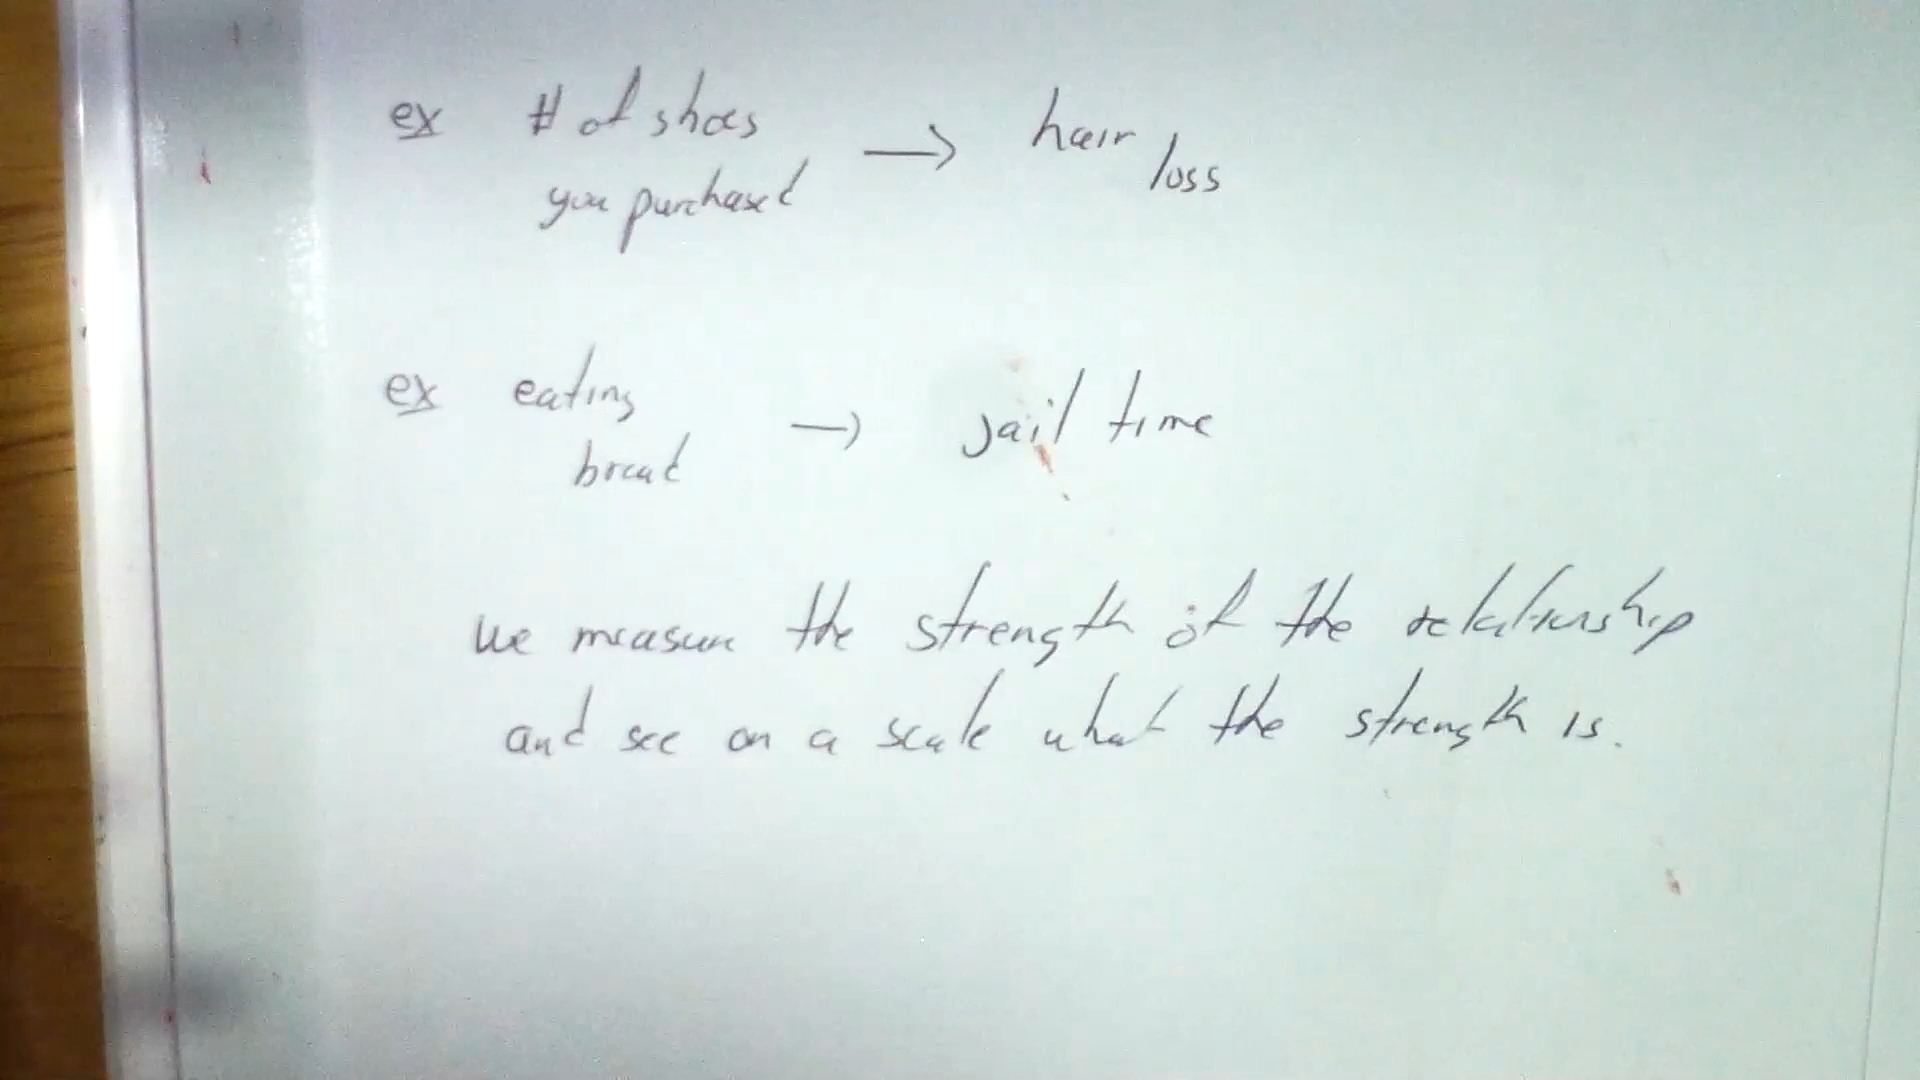 ex # of shoes → hair
you purchased loss
ex eating → jail time
bread
we measure the strength of the relationship
and see on a scale what the strength is.